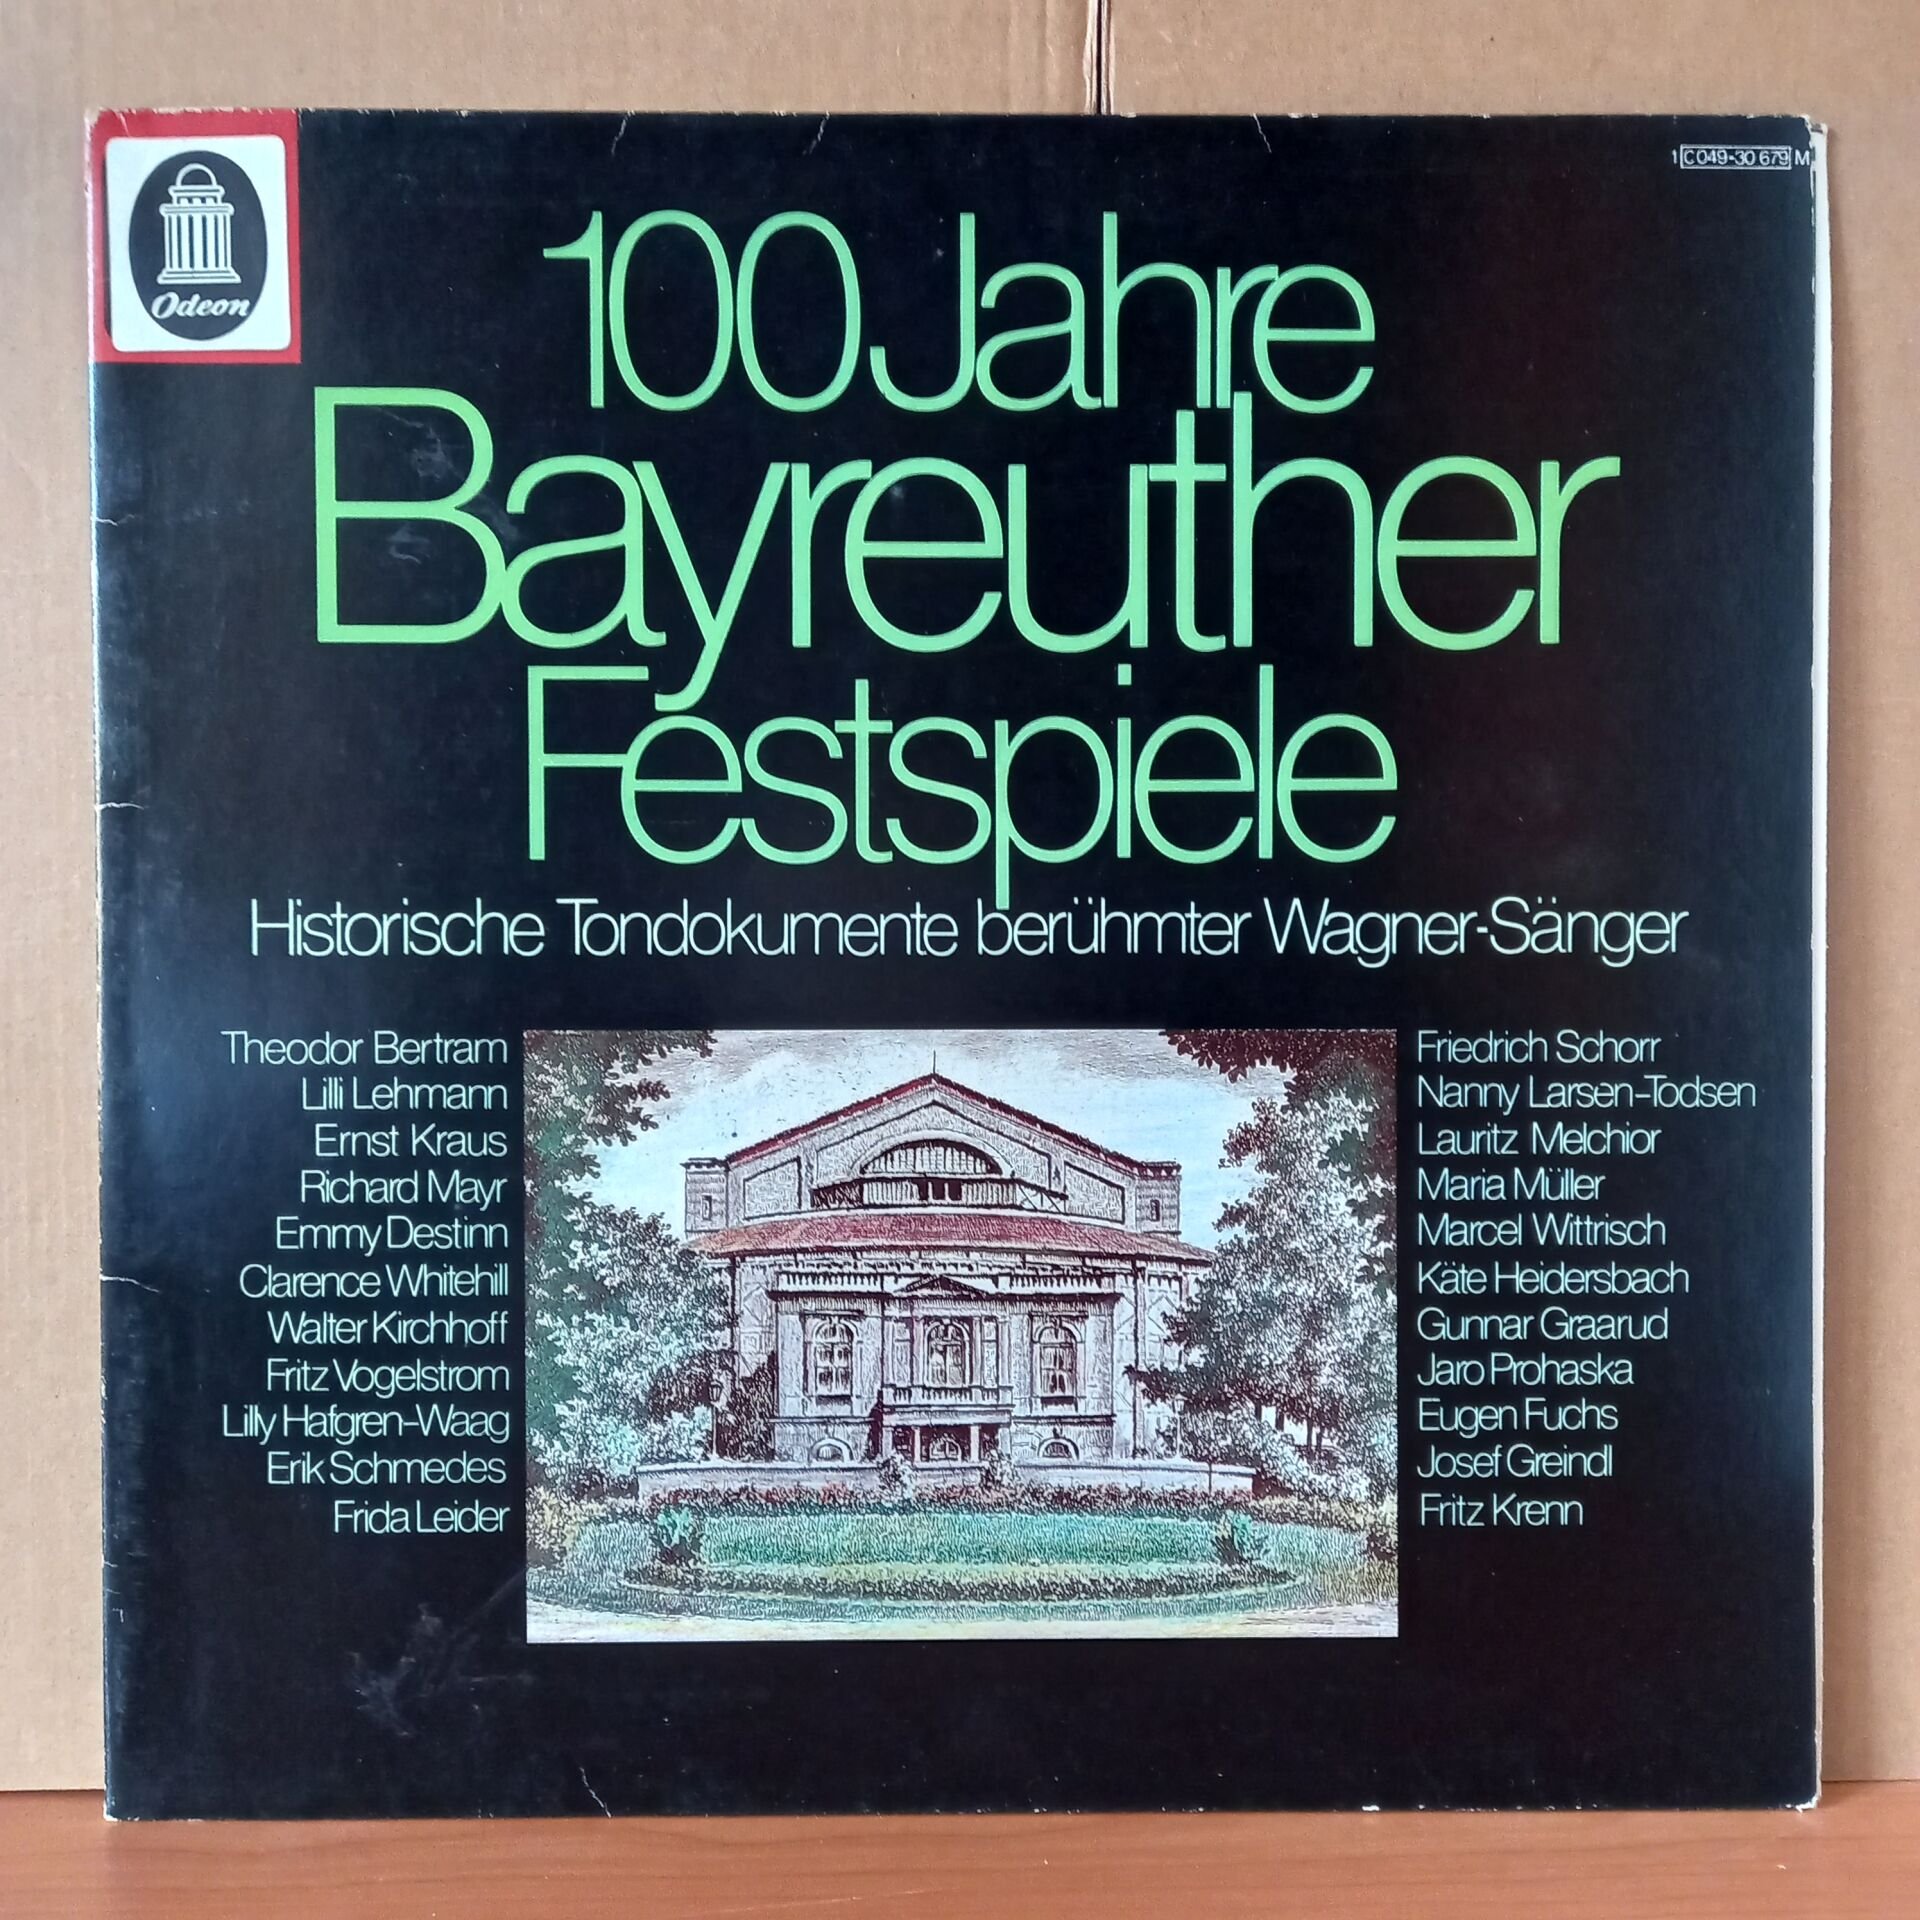 Odeon
1 C 049-30 679 M
100 Jahre
Bayreuther
Festspiele
Historische Tondokumente berühmter Wagner-Sänger
Theodor Bertram
Lilli Lehmann
Ernst Kraus
Richard Mayr
Emmy Destinn
Clarence Whitehill
Walter Kirchhoff
Fritz Vogelstrom
Lilly Hafgren-Waag
Erik Schmedes
Frida Leider
Friedrich Schorr
Nanny Larsen-Todsen
Lauritz Melchior
Maria Müller
Marcel Wittrisch
Käte Heidersbach
Gunnar Graarud
Jaro Prohaska
Eugen Fuchs
Josef Greindl
Fritz Krenn